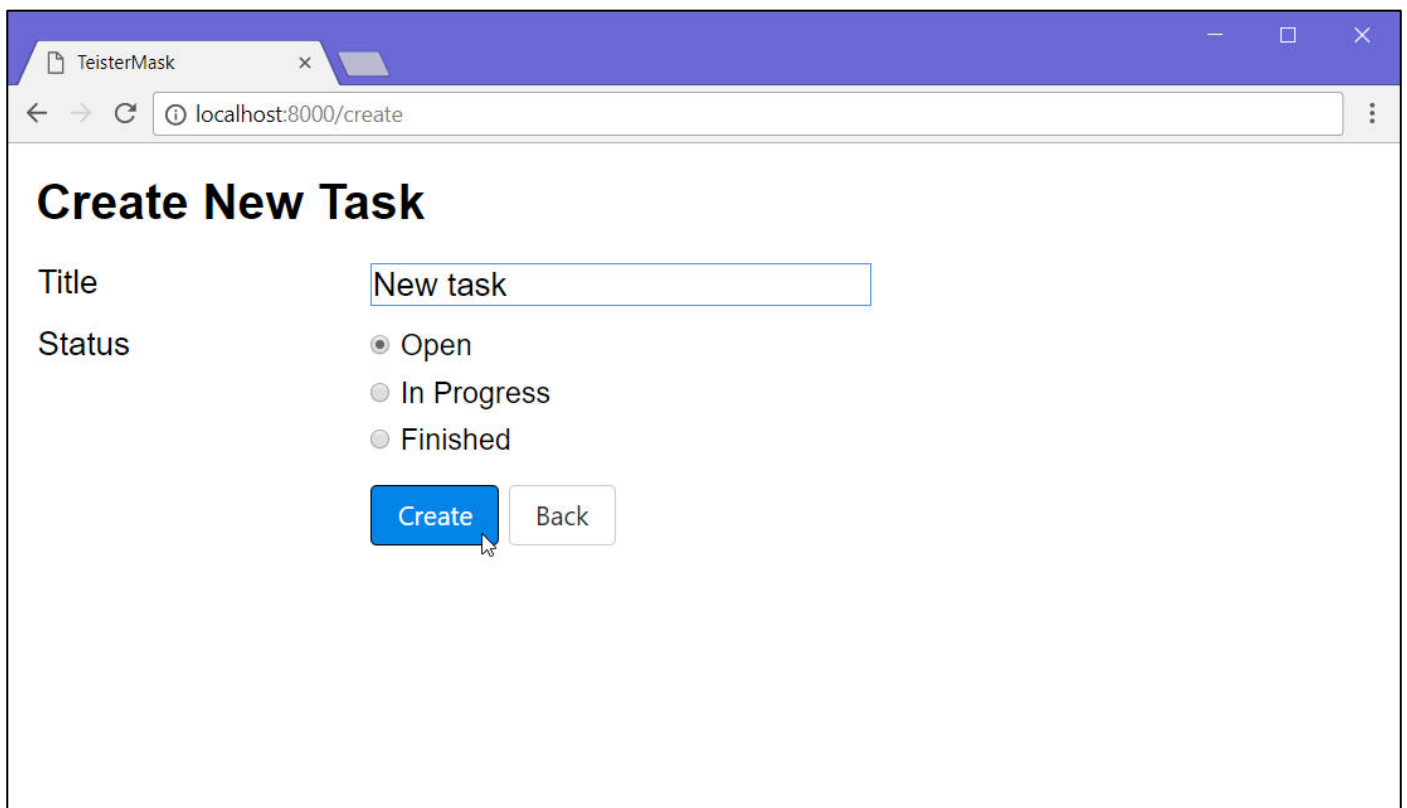 TeisterMask
localhost:8000/create
Create New Task
Title New task
Status Open
In Progress
Finished
Create Back